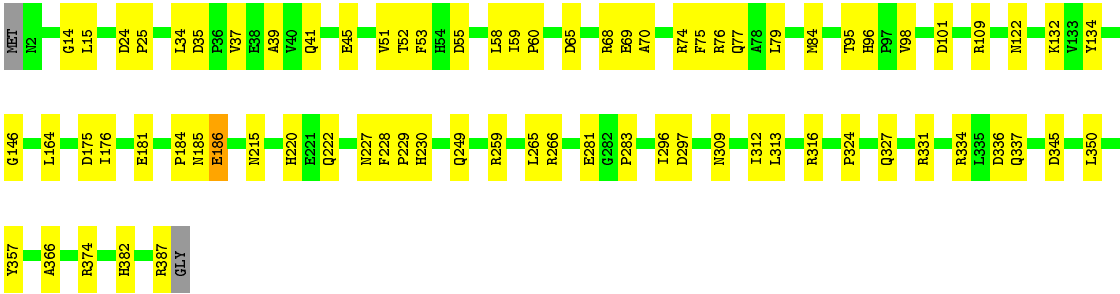 MET N2 G14 L15 D24 P25 L34 D35 P36 V37 E38 A39 V40 Q41 E45 V51 T52 F53 H54 D55 L58 I59 P60 D65 R68 E69 A70 R74 F75 R76 Q77 A78 L79 M84 T95 H96 P97 V98 D101 R109 N122 K132 V133 Y134
G146 L164 D175 I176 E181 P184 N185 E186 N215 H220 E221 Q222 N227 F228 P229 H230 Q249 R259 L265 R266 E281 G282 P283 I296 D297 N309 I312 L313 R316 P324 Q327 R331 R334 L335 D336 Q337 D345 L350
Y357 A366 R374 H382 R387 GLY